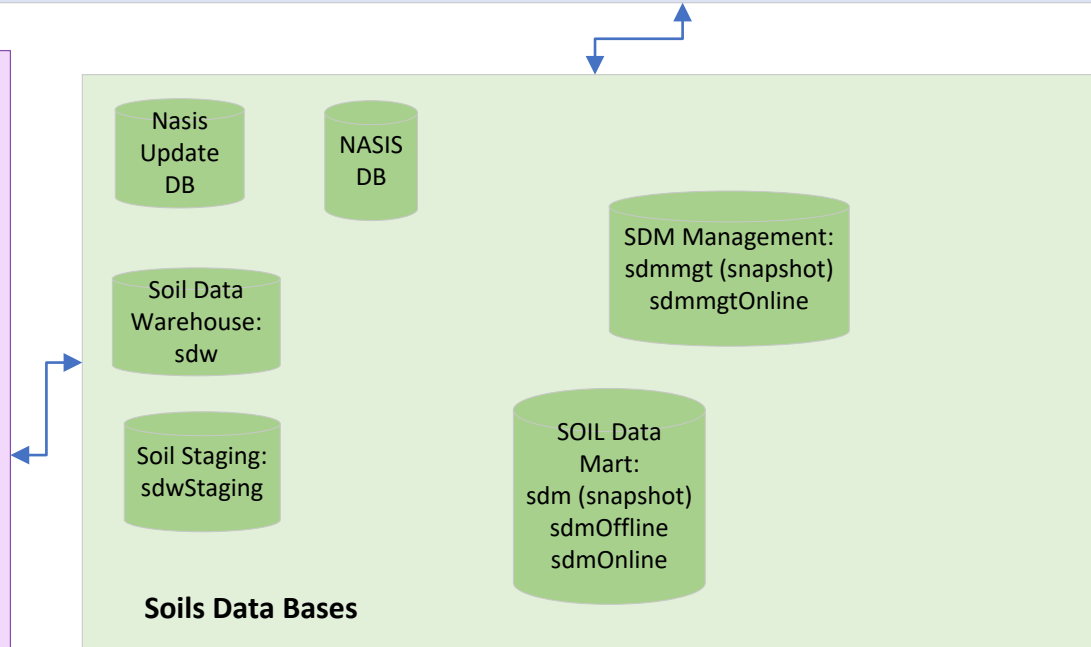 Nasis
Update
DB
NASIS
DB
SDM Management:
sdmmgt (snapshot)
sdmmgtOnline
Soil Data
Warehouse:
sdw
Soil Staging:
sdwStaging
SOIL Data
Mart:
sdm (snapshot)
sdmOffline
sdmOnline
Soils Data Bases